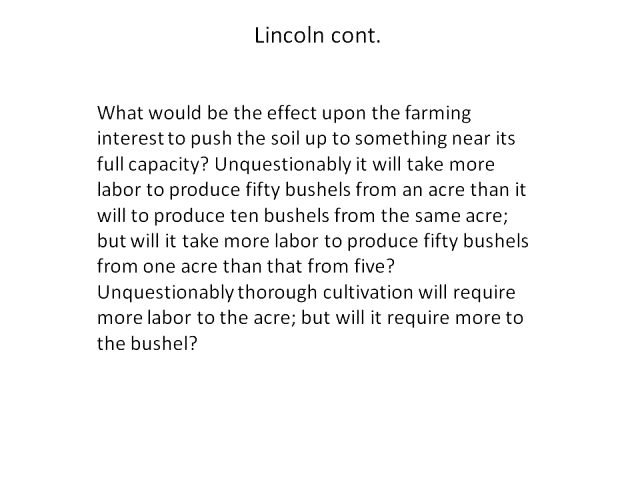 Lincoln cont.
What would be the effect upon the farming
interest to push the soil up to something near its
full capacity? Unquestionably it will take more
labor to produce fifty bushels from an acre than it
will to produce ten bushels from the same acre;
but will it take more labor to produce fifty bushels
from one acre than that from five?
Unquestionably thorough cultivation will require
more labor to the acre; but will it require more to
the bushel?